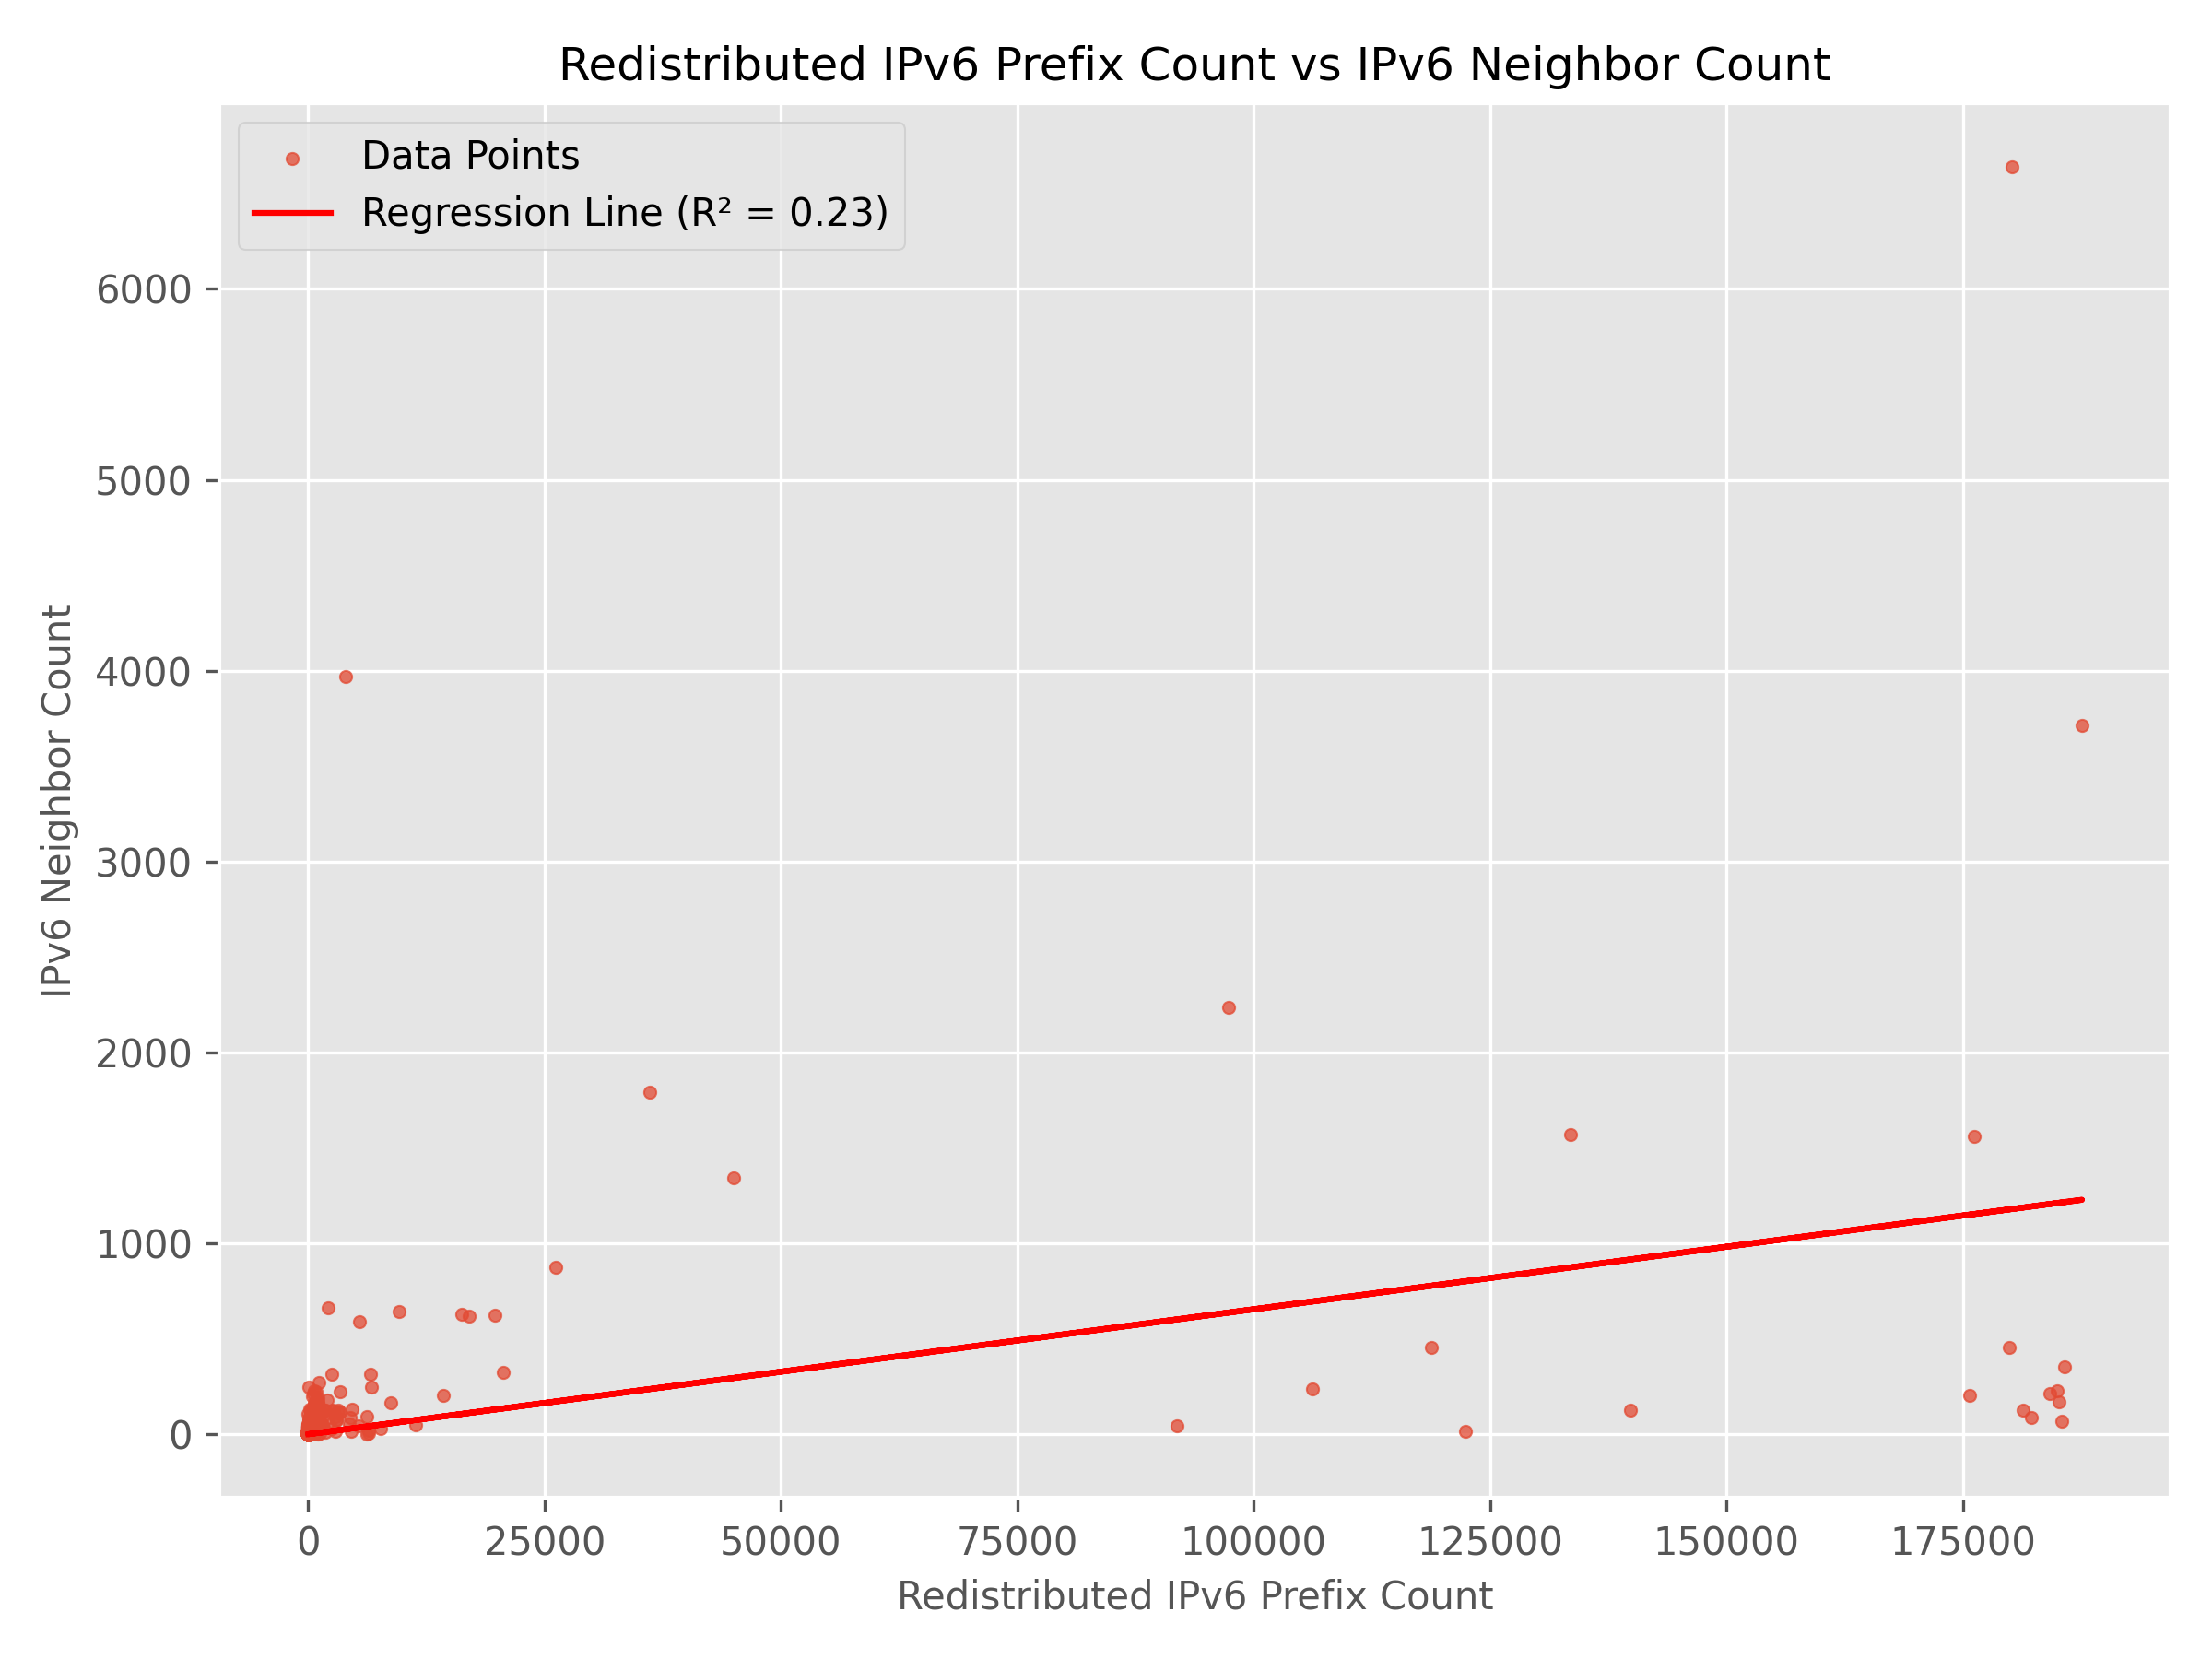 Redistributed IPv6 Prefix Count vs IPv6 Neighbor Count
Data Points
Regression Line (R² = 0.23)
6000
5000
4000
3000
2000
1000
0
IPv6 Neighbor Count
0 25000 50000 75000 100000 125000 150000 175000
Redistributed IPv6 Prefix Count